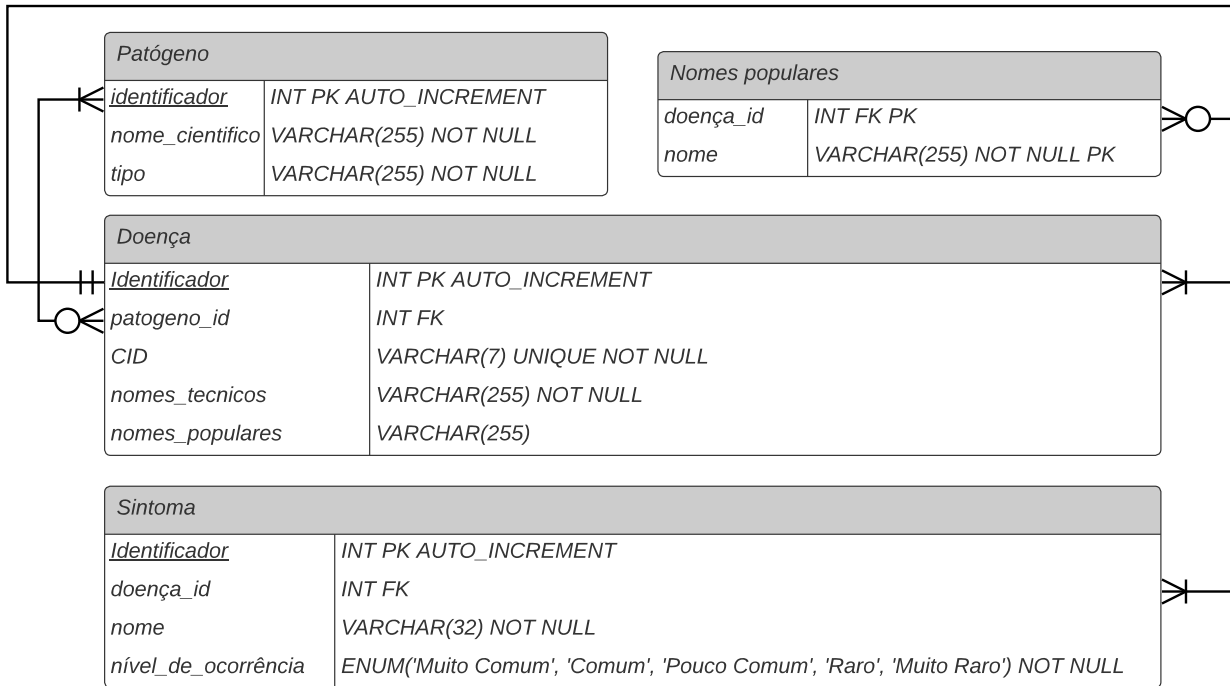 Patógeno
identificador INT PK AUTO_INCREMENT
nome_cientifico VARCHAR(255) NOT NULL
tipo VARCHAR(255) NOT NULL
Nomes populares
doença_id INT FK PK
nome VARCHAR(255) NOT NULL PK
Doença
Identificador INT PK AUTO_INCREMENT
patogeno_id INT FK
CID VARCHAR(7) UNIQUE NOT NULL
nomes_tecnicos VARCHAR(255) NOT NULL
nomes_populares VARCHAR(255)
Sintoma
Identificador INT PK AUTO_INCREMENT
doença_id INT FK
nome VARCHAR(32) NOT NULL
nível_de_ocorrência ENUM('Muito Comum', 'Comum', 'Pouco Comum', 'Raro', 'Muito Raro') NOT NULL